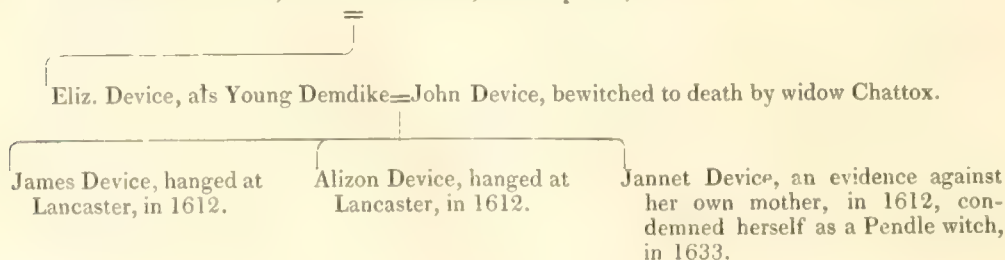 Eliz. Device, als Young Demdike=John Device, bewitched to death by widow Chattox.
James Device, hanged at
Lancaster, in 1612.
Alizon Device, hanged at
Lancaster, in 1612.
Jannet Device, an evidence against
her own mother, in 1612, con-
demned herself as a Pendle witch,
in 1633.